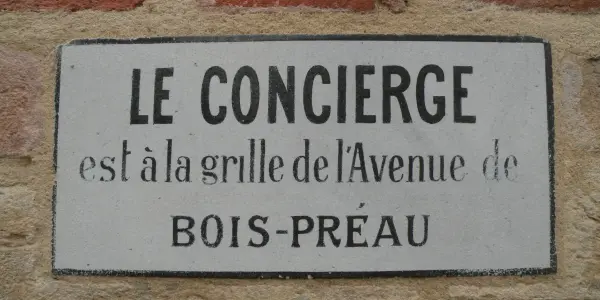 LE CONCIERGE
est à la grille de l'Avenue de
BOIS-PRÉAU